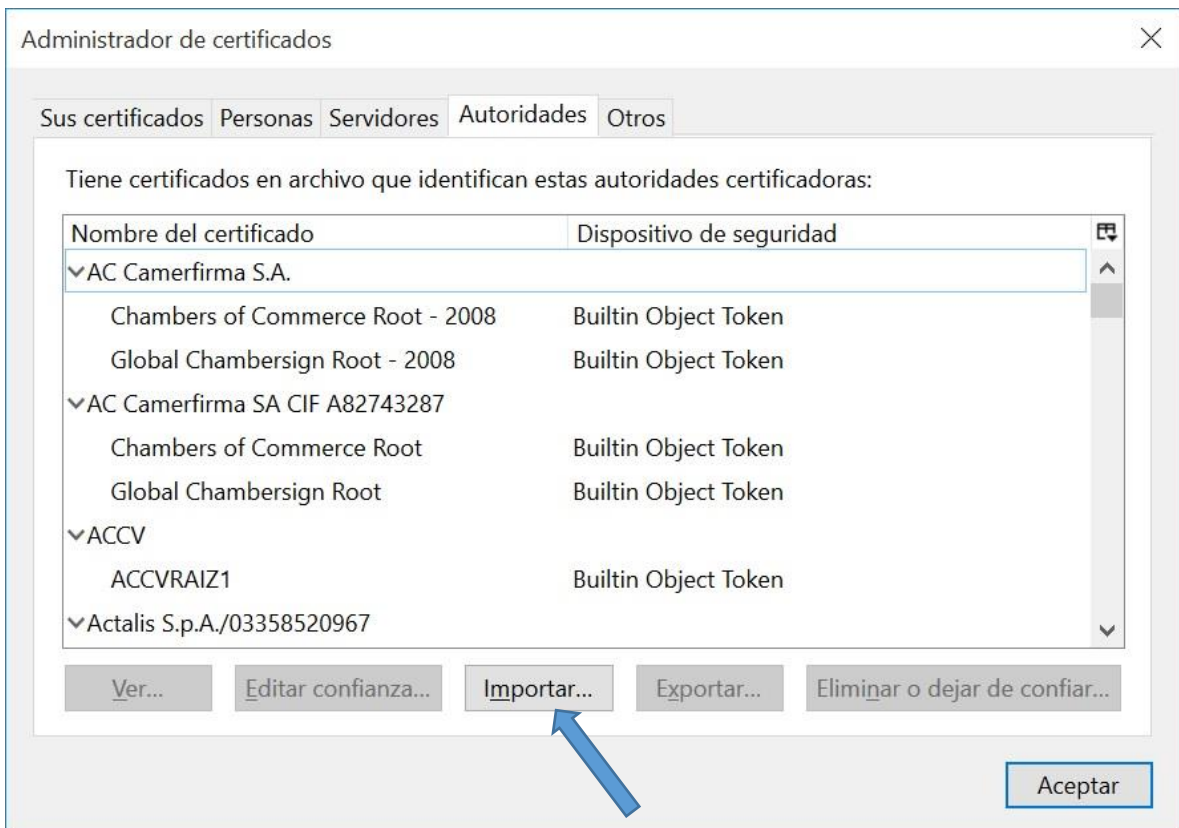 Administrador de certificados
Sus certificados Personas Servidores Autoridades Otros
Tiene certificados en archivo que identifican estas autoridades certificadoras:
Nombre del certificado Dispositivo de seguridad
AC Camerfirma S.A.
Chambers of Commerce Root - 2008 Builtin Object Token
Global Chambersign Root - 2008 Builtin Object Token
AC Camerfirma SA CIF A82743287
Chambers of Commerce Root Builtin Object Token
Global Chambersign Root Builtin Object Token
ACCV
ACCVRAIZ1 Builtin Object Token
Actalis S.p.A./03358520967
Ver... Editar confianza... Importar... Exportar... Eliminar o dejar de confiar...
Aceptar